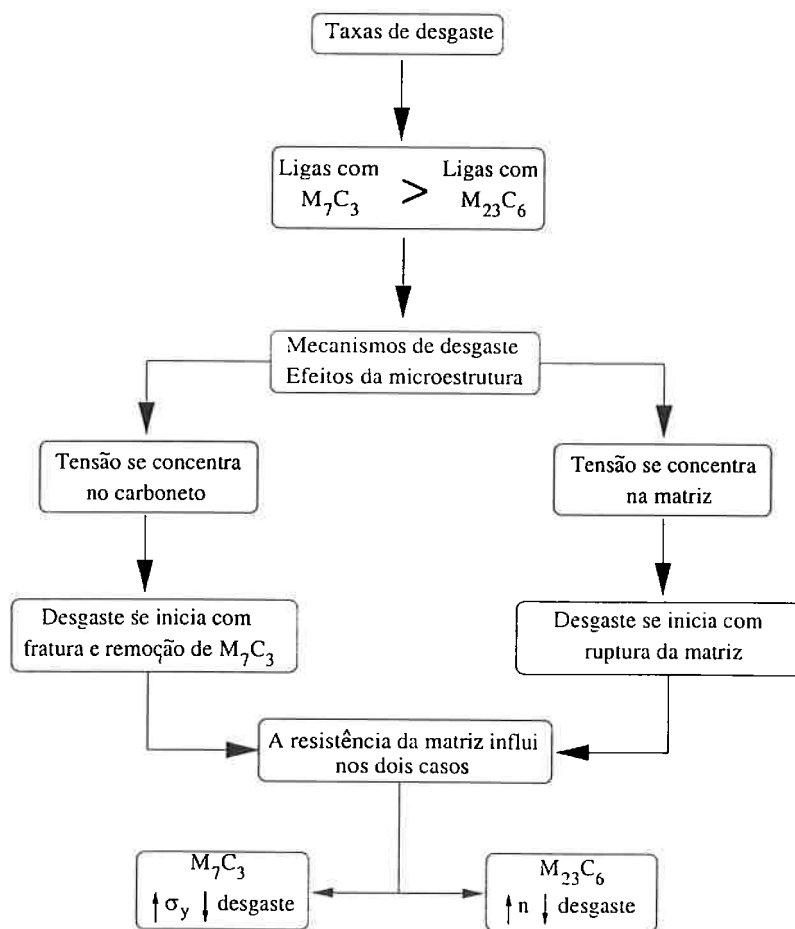 Taxas de desgaste
Ligas com
M₇C₃
>
Ligas com
M₂₃C₆
Mecanismos de desgaste
Efeitos da microestrutura
Tensão se concentra
no carboneto
Tensão se concentra
na matriz
Desgaste se inicia com
fratura e remoção de M₇C₃
Desgaste se inicia com
ruptura da matriz
A resistência da matriz influi
nos dois casos
M₇C₃
↑ σ_y ↓ desgaste
M₂₃C₆
↑ n ↓ desgaste